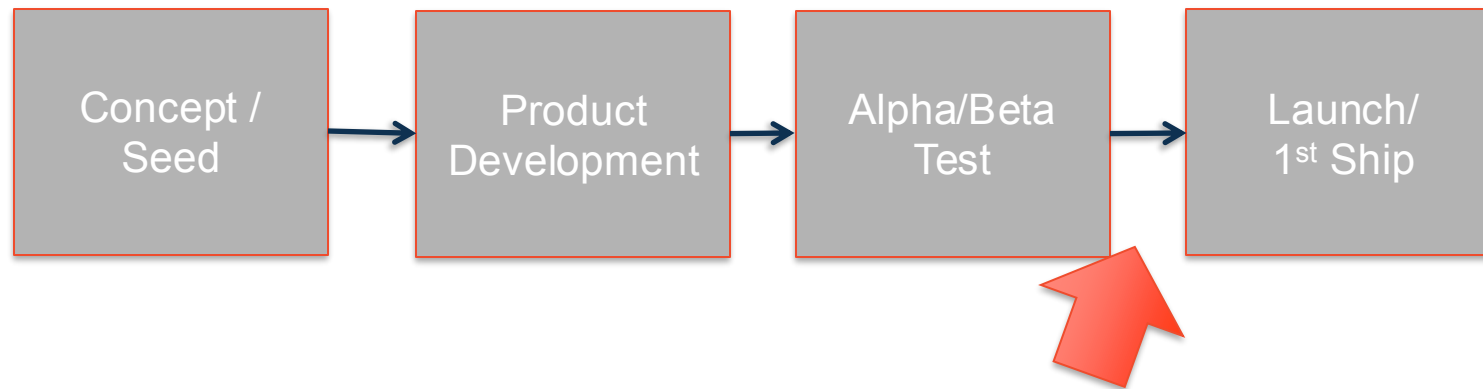 Concept /
Seed
Product
Development
Alpha/Beta
Test
Launch/
1st Ship